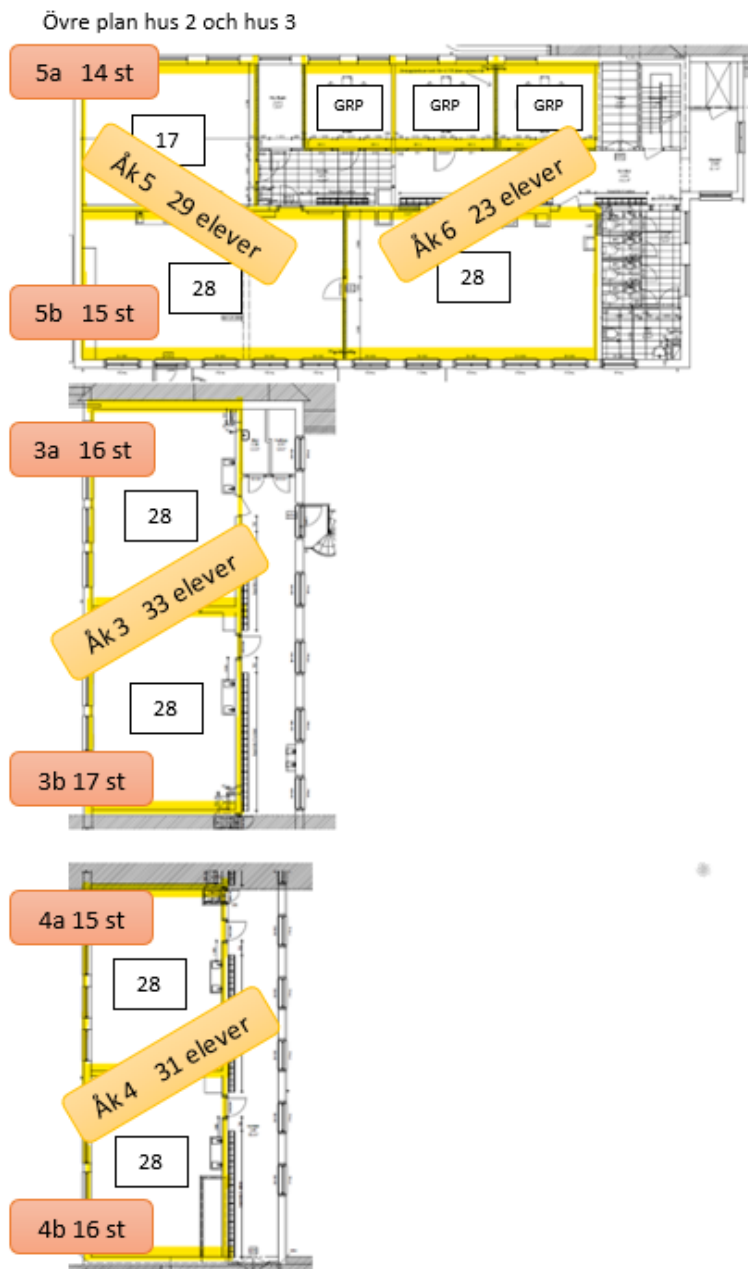 Övre plan hus 2 och hus 3
5a 14 st
GRP
GRP
GRP
17
Åk 5 29 elever
Åk 6 23 elever
28
28
5b 15 st
3a 16 st
28
Åk 3 33 elever
28
3b 17 st
4a 15 st
28
Åk 4 31 elever
28
4b 16 st